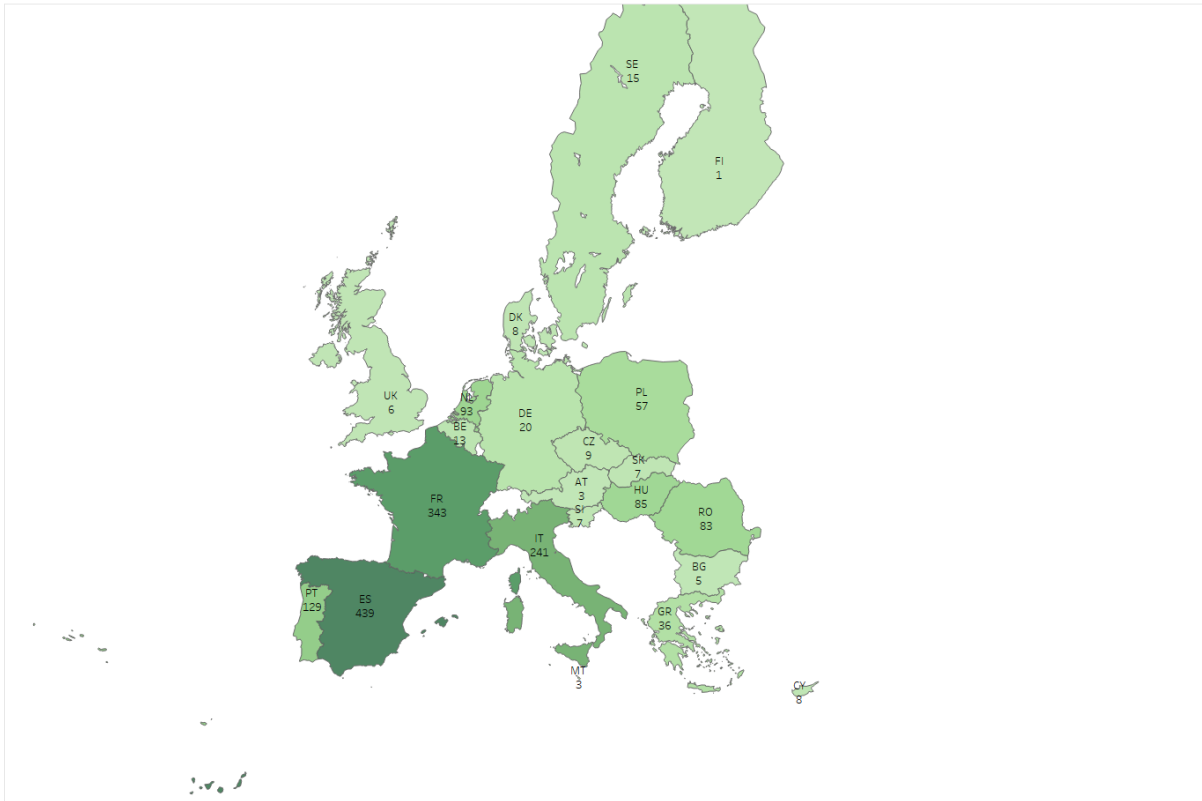 SE
15
FI
1
DK
8
UK
6
NL
93
BE
13
DE
20
PL
57
CZ
9
SK
7
AT
3
SI
7
HU
85
RO
83
FR
343
IT
241
BG
5
PT
129
ES
439
GR
36
MT
3
CY
8